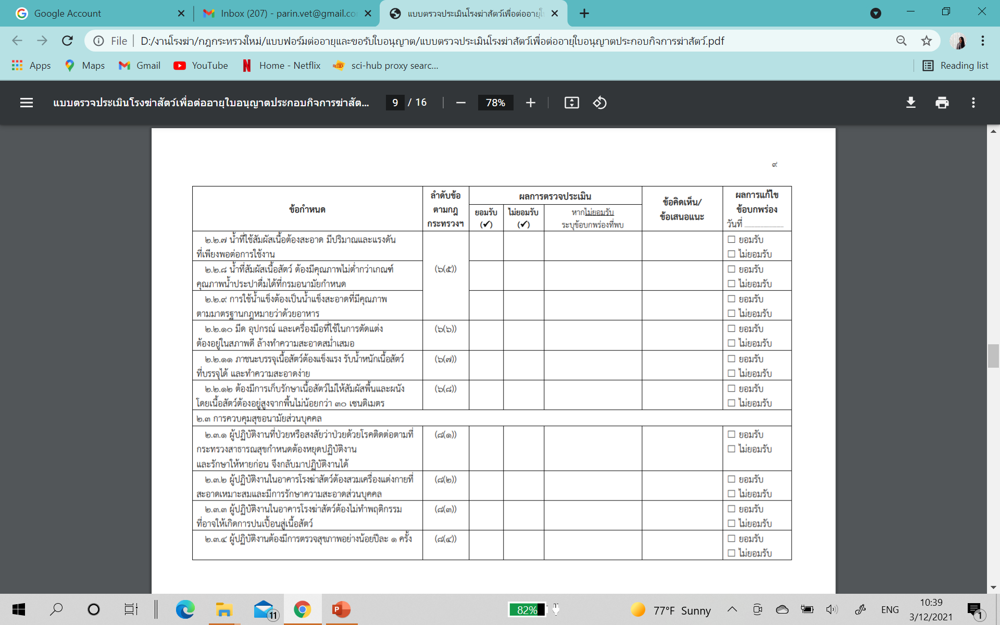 Google Account
Inbox (207) - parin.vet@gmail.co
แบบตรวจประเมินโรงฆ่าสัตว์เพื่อต่ออายุใ
File
D:/งานโรงฆ่า/กฎกระทรวงใหม่/แบบฟอร์มต่ออายุและขอรับใบอนุญาต/แบบตรวจประเมินโรงฆ่าสัตว์เพื่อต่ออายุใบอนุญาตประกอบกิจการฆ่าสัตว์.pdf
Apps
Maps
Gmail
YouTube
Home - Netflix
sci-hub proxy searc...
Reading list
แบบตรวจประเมินโรงฆ่าสัตว์เพื่อต่ออายุใบอนุญาตประกอบกิจการฆ่าสัต...
9 / 16
78%
๙
ข้อกำหนด
ลำดับข้อ
ตามกฎ
กระทรวงฯ
ผลการตรวจประเมิน
ยอมรับ
(✓)
ไม่ยอมรับ
(✓)
หากไม่ยอมรับ
ระบุข้อบกพร่องที่พบ
ข้อคิดเห็น/
ข้อเสนอแนะ
ผลการแก้ไข
ข้อบกพร่อง
วันที่ ........................
๒.๒.๗ น้ำที่ใช้สัมผัสเนื้อต้องสะอาด มีปริมาณและแรงดัน
ที่เพียงพอต่อการใช้งาน
☐ ยอมรับ
☐ ไม่ยอมรับ
๒.๒.๘ น้ำที่สัมผัสเนื้อสัตว์ ต้องมีคุณภาพไม่ต่ำกว่าเกณฑ์
คุณภาพน้ำประปาดื่มได้ที่กรมอนามัยกำหนด
(๖(๕))
☐ ยอมรับ
☐ ไม่ยอมรับ
๒.๒.๙ การใช้น้ำแข็งต้องเป็นน้ำแข็งสะอาดที่มีคุณภาพ
ตามมาตรฐานกฎหมายว่าด้วยอาหาร
☐ ยอมรับ
☐ ไม่ยอมรับ
๒.๒.๑๐ มีด อุปกรณ์ และเครื่องมือที่ใช้ในการตัดแต่ง
ต้องอยู่ในสภาพดี ล้างทำความสะอาดสม่ำเสมอ
(๖(๖))
☐ ยอมรับ
☐ ไม่ยอมรับ
๒.๒.๑๑ ภาชนะบรรจุเนื้อสัตว์ต้องแข็งแรง รับน้ำหนักเนื้อสัตว์
ที่บรรจุได้ และทำความสะอาดง่าย
(๖(๗))
☐ ยอมรับ
☐ ไม่ยอมรับ
๒.๒.๑๒ ต้องมีการเก็บรักษาเนื้อสัตว์ไม่ให้สัมผัสพื้นและผนัง
โดยเนื้อสัตว์ต้องอยู่สูงจากพื้นไม่น้อยกว่า ๓๐ เซนติเมตร
(๖(๘))
☐ ยอมรับ
☐ ไม่ยอมรับ
๒.๓ การควบคุมสุขอนามัยส่วนบุคคล
๒.๓.๑ ผู้ปฏิบัติงานที่ป่วยหรือสงสัยว่าป่วยด้วยโรคติดต่อตามที่
กระทรวงสาธารณสุขกำหนดต้องหยุดปฏิบัติงาน
และรักษาให้หายก่อน จึงกลับมาปฏิบัติงานได้
(๘(๑))
☐ ยอมรับ
☐ ไม่ยอมรับ
๒.๓.๒ ผู้ปฏิบัติงานในอาคารโรงฆ่าสัตว์ต้องสวมเครื่องแต่งกายที่
สะอาดเหมาะสมและมีการรักษาความสะอาดส่วนบุคคล
(๘(๒))
☐ ยอมรับ
☐ ไม่ยอมรับ
๒.๓.๓ ผู้ปฏิบัติงานในอาคารโรงฆ่าสัตว์ต้องไม่ทำพฤติกรรม
ที่อาจให้เกิดการปนเปื้อนสู่เนื้อสัตว์
(๘(๓))
☐ ยอมรับ
☐ ไม่ยอมรับ
๒.๓.๔ ผู้ปฏิบัติงานต้องมีการตรวจสุขภาพอย่างน้อยปีละ ๑ ครั้ง
(๘(๔))
☐ ยอมรับ
☐ ไม่ยอมรับ
11
82%
77°F Sunny
ENG
10:39
3/12/2021
1